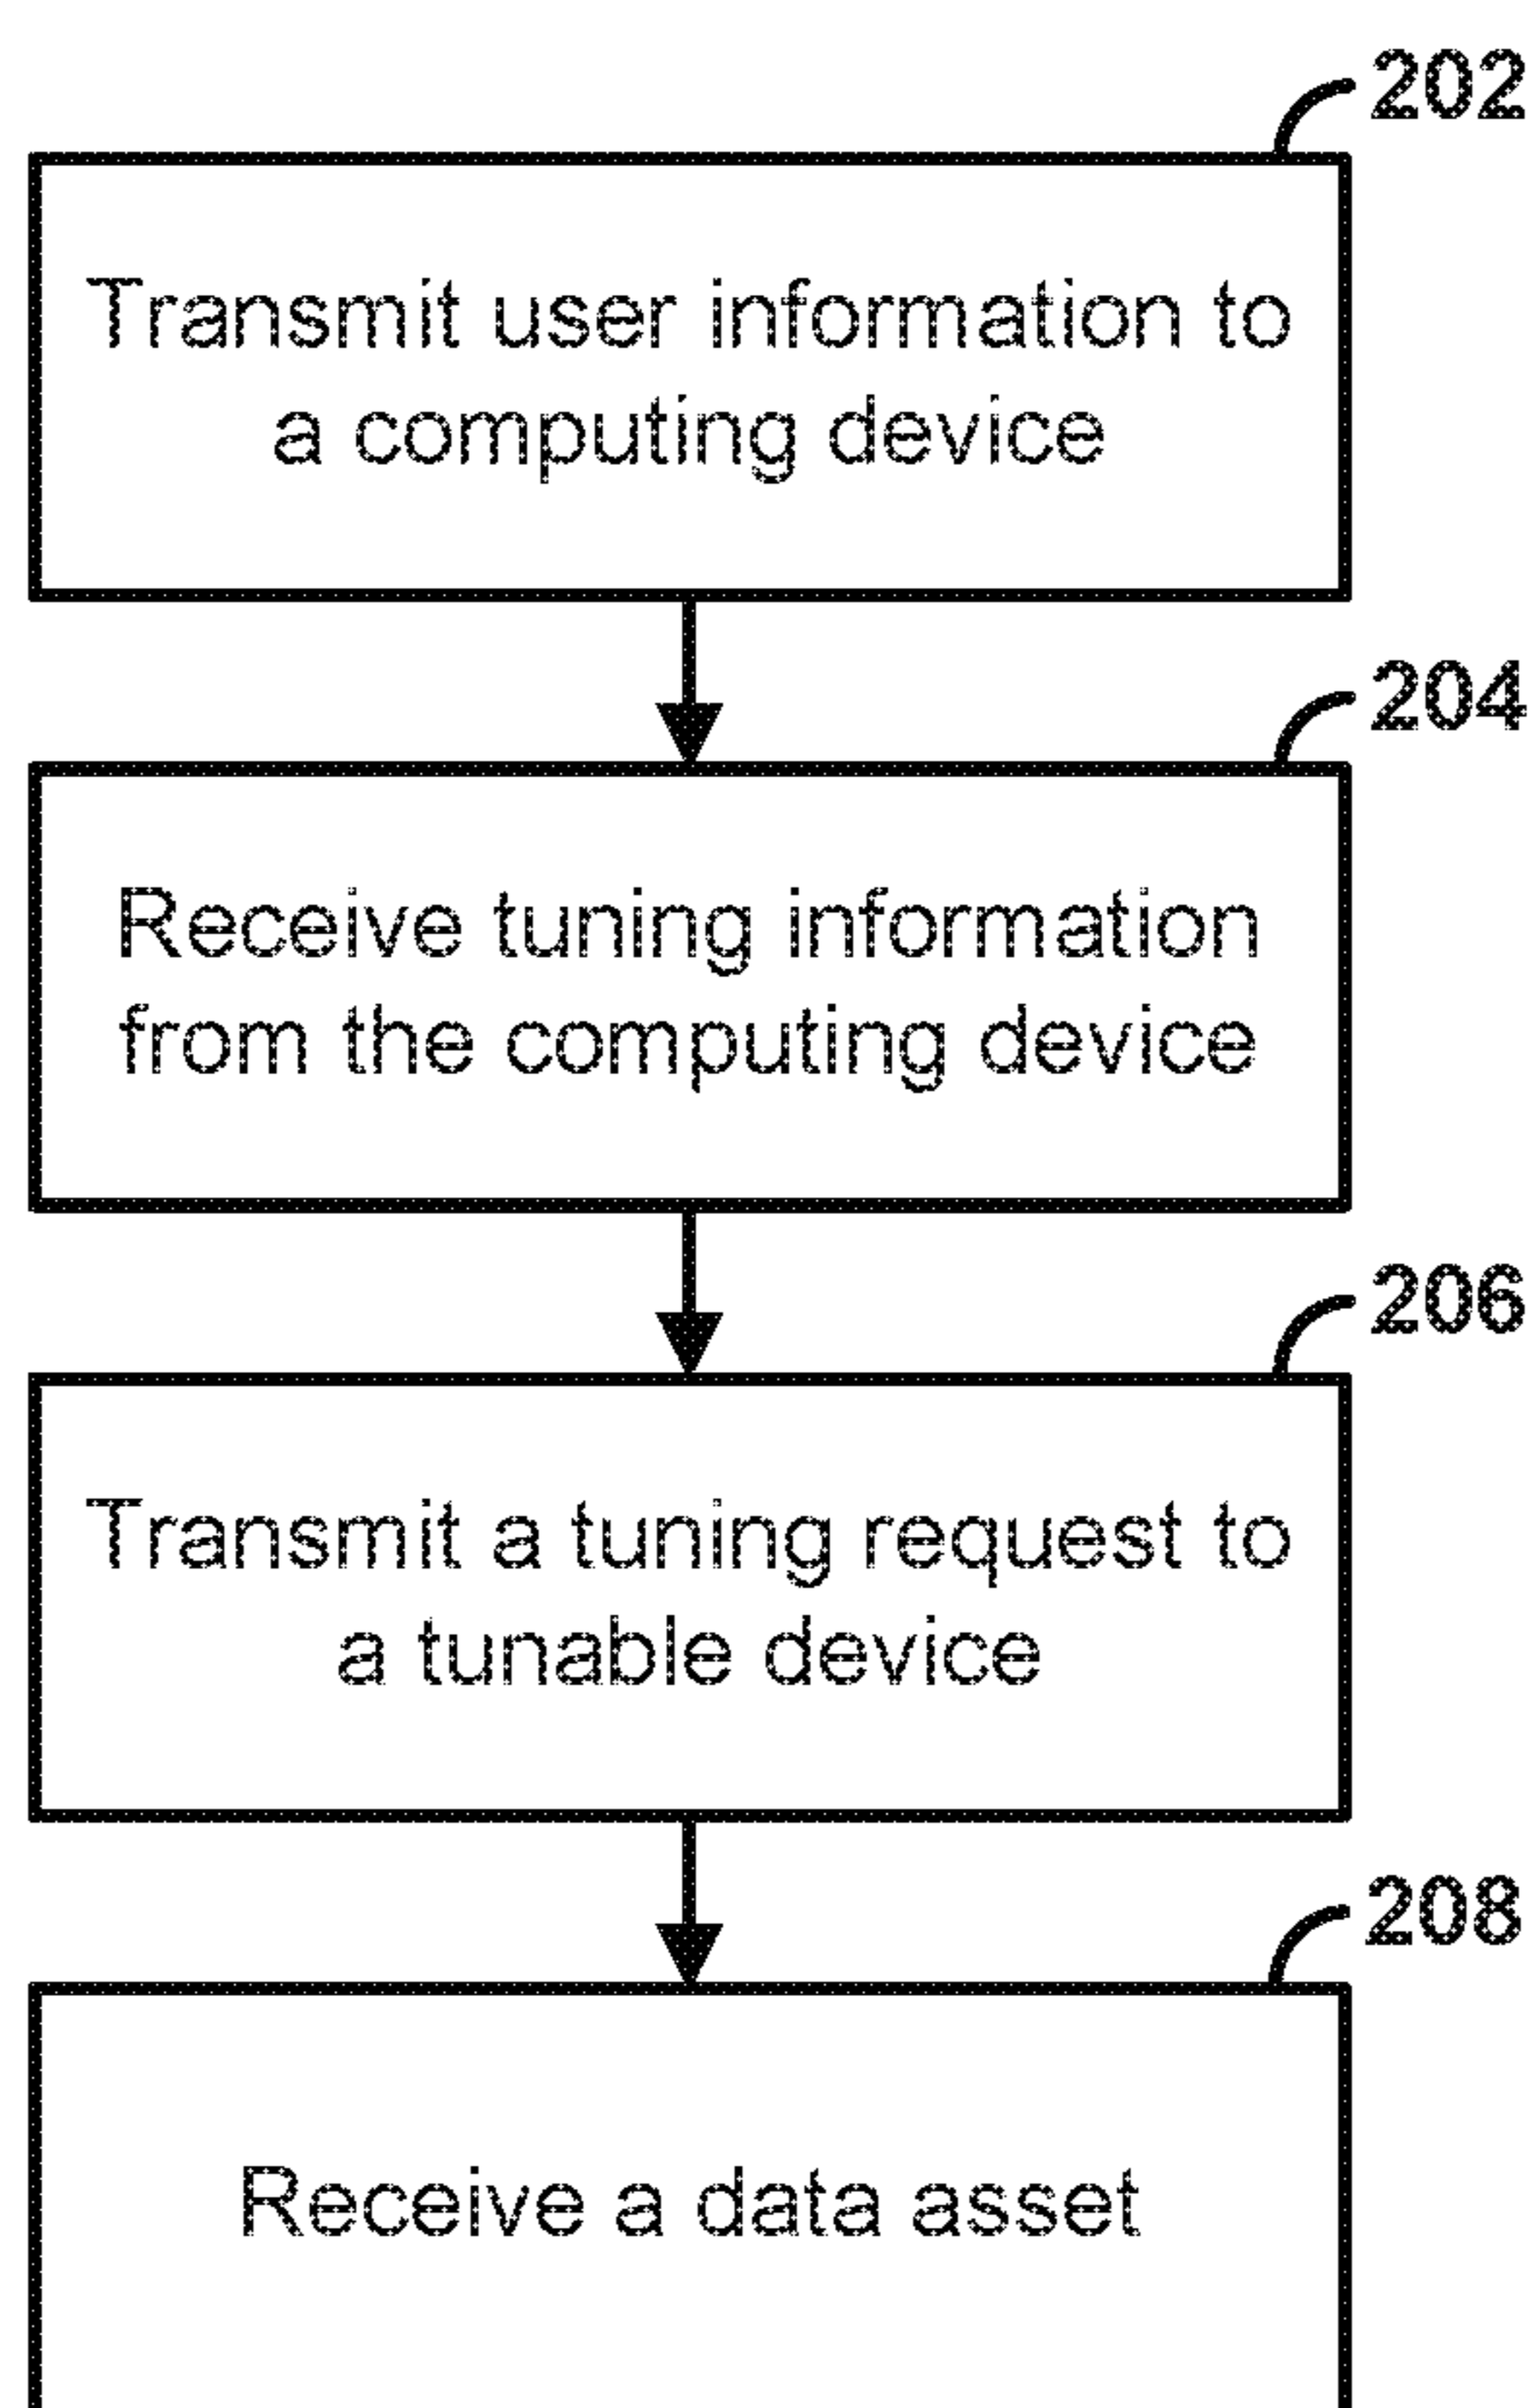 202
Transmit user information to
a computing device
204
Receive tuning information
from the computing device
206
Transmit a tuning request to
a tunable device
208
Receive a data asset